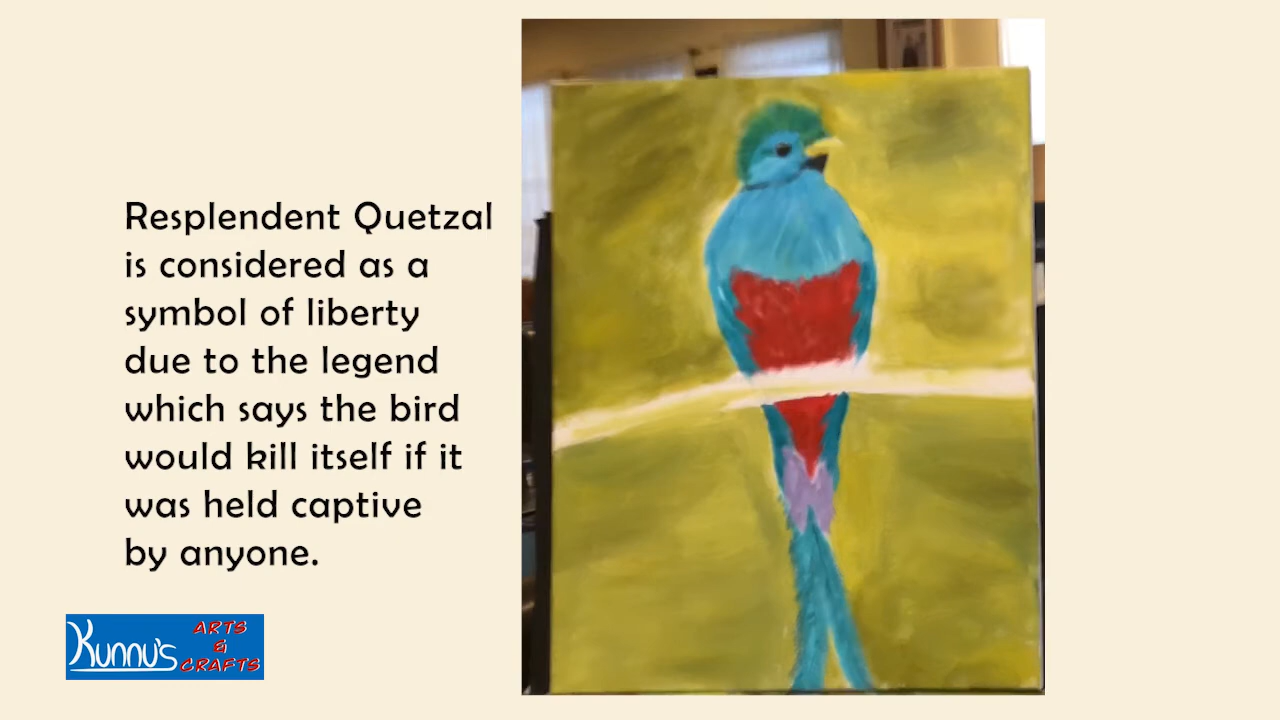 Resplendent Quetzal
is considered as a
symbol of liberty
due to the legend
which says the bird
would kill itself if it
was held captive
by anyone.
Kunnu's ARTS
&
CRAFTS